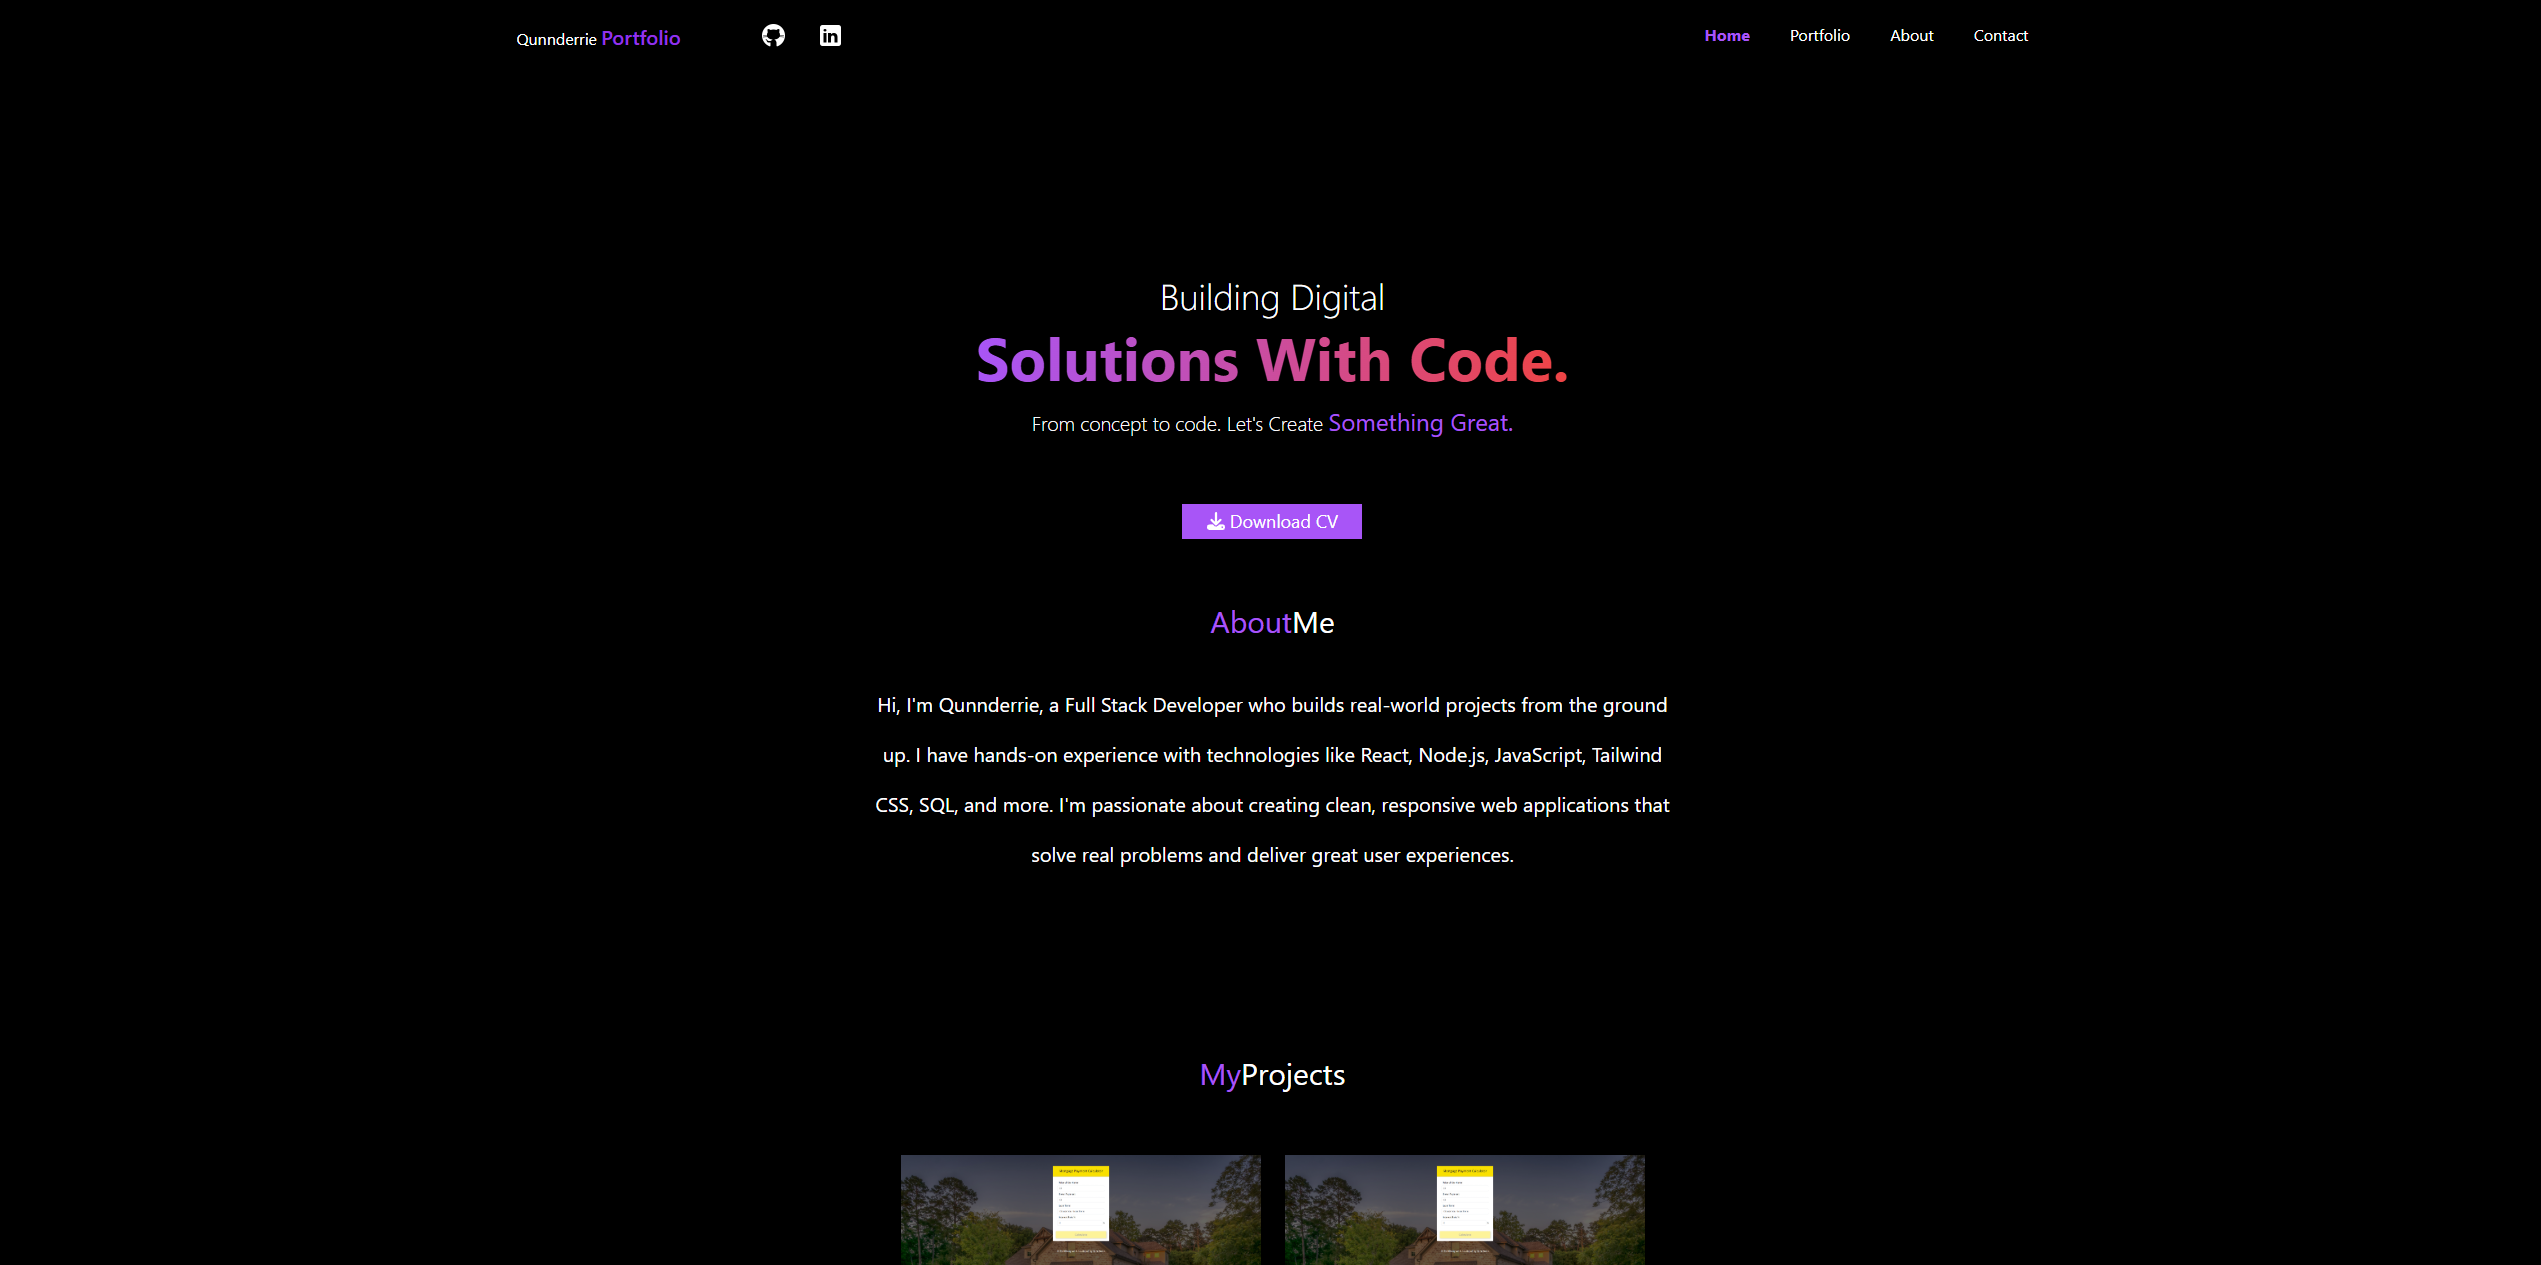 Qunnderrie Portfolio
Home Portfolio About Contact
Building Digital
Solutions With Code.
From concept to code. Let's Create Something Great.
Download CV
AboutMe
Hi, I'm Qunnderrie, a Full Stack Developer who builds real-world projects from the ground
up. I have hands-on experience with technologies like React, Node.js, JavaScript, Tailwind
CSS, SQL, and more. I'm passionate about creating clean, responsive web applications that
solve real problems and deliver great user experiences.
MyProjects